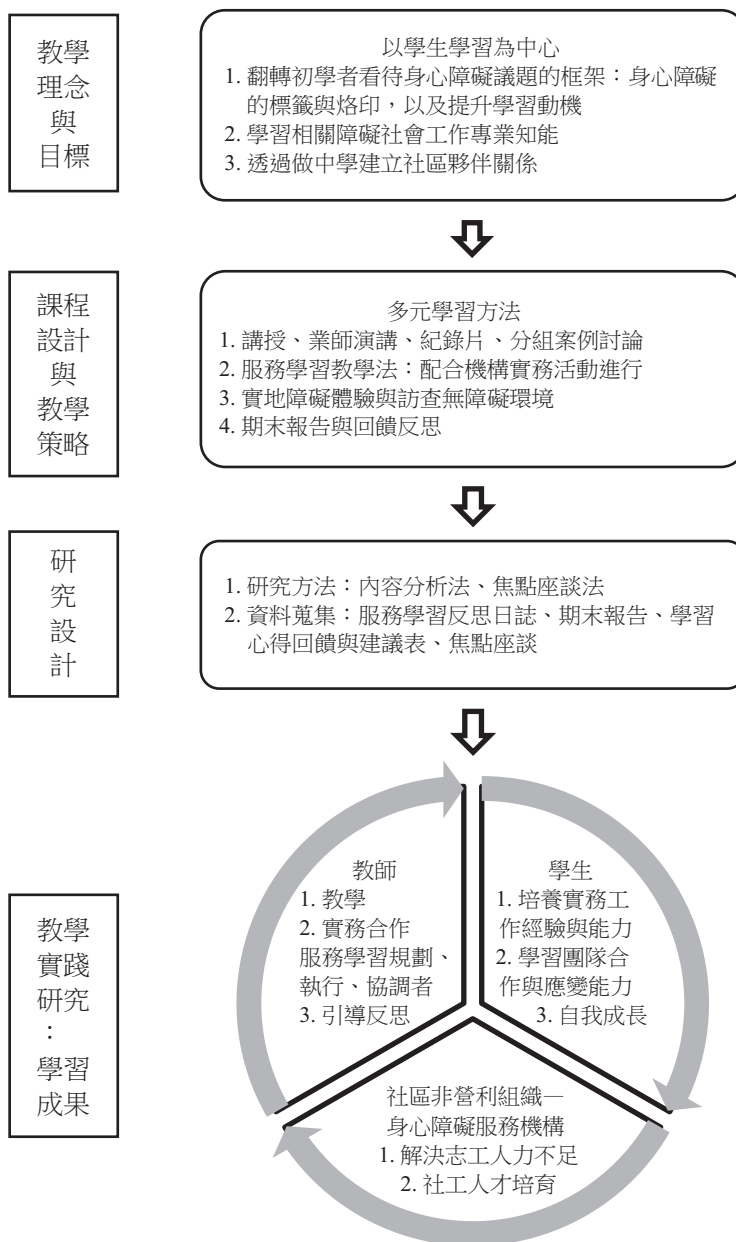 教學
理念
與
目標
以學生學習為中心
1. 翻轉初學者看待身心障礙議題的框架：身心障礙
的標籤與烙印，以及提升學習動機
2. 學習相關障礙社會工作專業知能
3. 透過做中學建立社區夥伴關係
課程
設計
與
教學
策略
多元學習方法
1. 講授、業師演講、紀錄片、分組案例討論
2. 服務學習教學法：配合機構實務活動進行
3. 實地障礙體驗與訪查無障礙環境
4. 期末報告與回饋反思
研
究
設
計
1. 研究方法：內容分析法、焦點座談法
2. 資料蒐集：服務學習反思日誌、期末報告、學習
心得回饋與建議表、焦點座談
教學
實踐
研究
：
學習
成果
教師
1. 教學
2. 實務合作
服務學習規劃、
執行、協調者
3. 引導反思
學生
1. 培養實務工
作經驗與能力
2. 學習團隊合
作與應變能力
3. 自我成長
社區非營利組織—
身心障礙服務機構
1. 解決志工人力不足
2. 社工人才培育